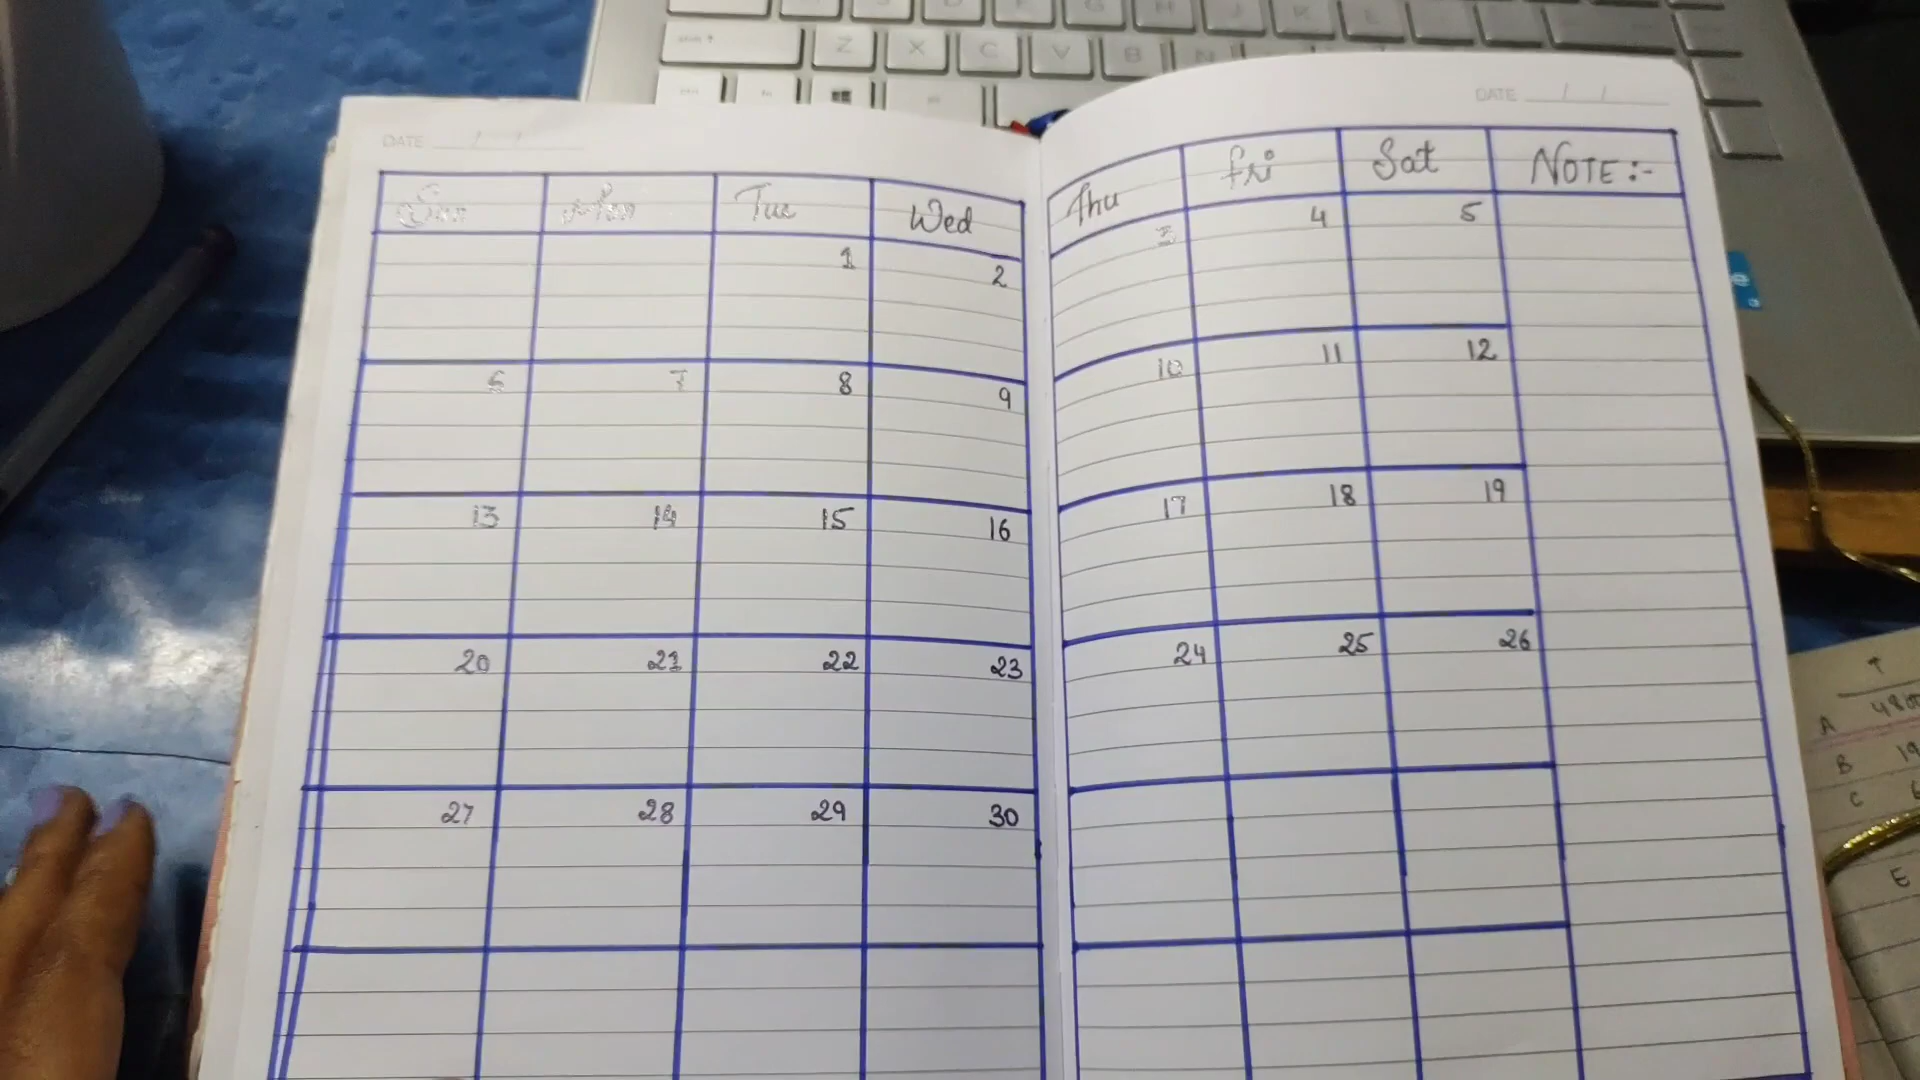 DATE
DATE
Sun Mon Tue Wed Thu Fri Sat NOTE :-
1 2 3 4 5
6 7 8 9 10 11 12
13 14 15 16 17 18 19
20 21 22 23 24 25 26
27 28 29 30
Z X C V B N
A
B 19
C
E